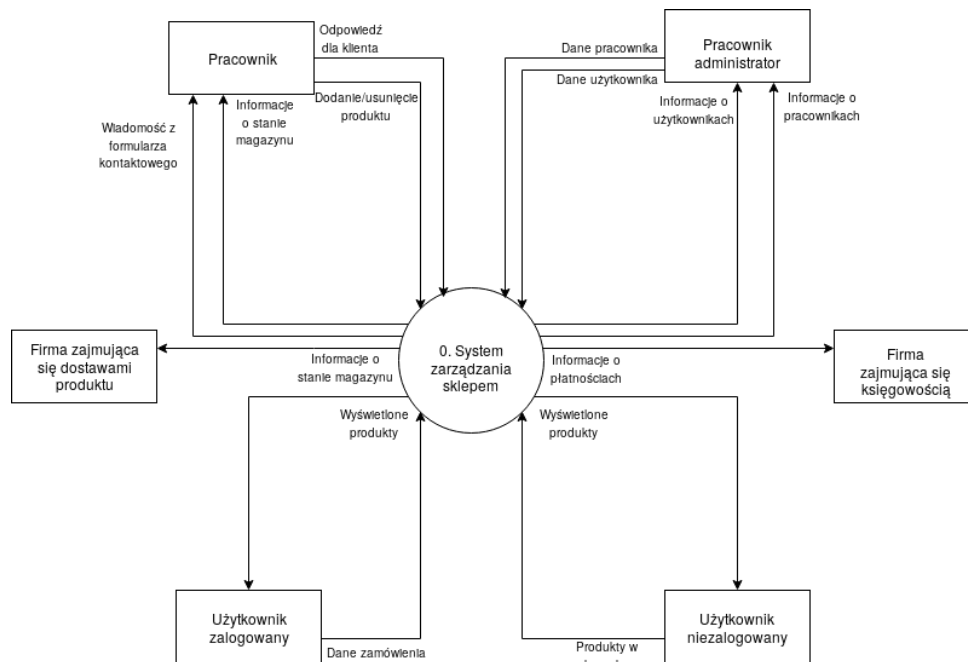 Pracownik
Odpowiedź
dla klienta
Dodanie/usunięcie
produktu
Wiadomość z
formularza
kontaktowego
Informacje
o stanie
magazynu
Dane pracownika
Dane użytkownika
Pracownik
administrator
Informacje o
użytkownikach
Informacje o
pracownikach
Firma zajmująca
się dostawami
produktu
Informacje o
stanie magazynu
0. System
zarządzania
sklepem
Informacje o
płatnościach
Firma
zajmująca się
księgowością
Wyświetlone
produkty
Wyświetlone
produkty
Użytkownik
zalogowany
Dane zamówienia
Produkty w
Użytkownik
niezalogowany